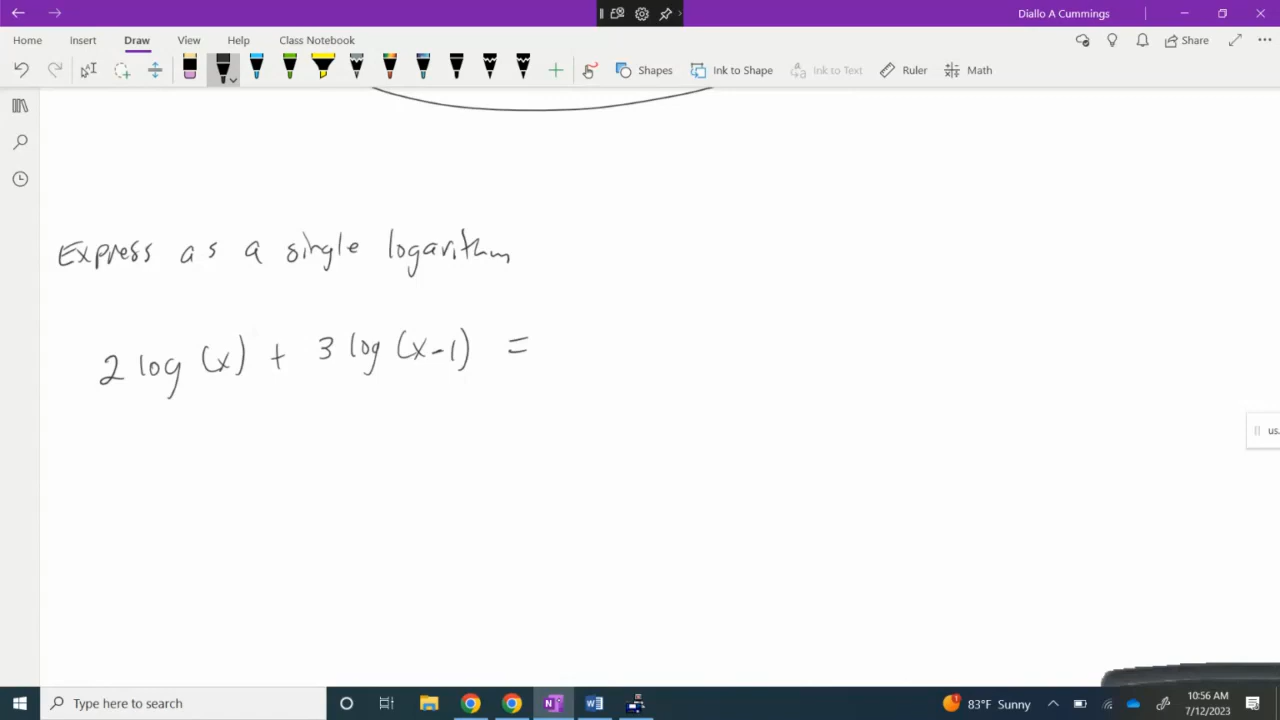 Diallo A Cummings
Home Insert Draw View Help Class Notebook
Share
Shapes Ink to Shape Ink to Text Ruler Math
Express as a single logarithm
2 log (x) + 3 log (x-1) =
us.
Type here to search
83°F Sunny
10:56 AM
7/12/2023